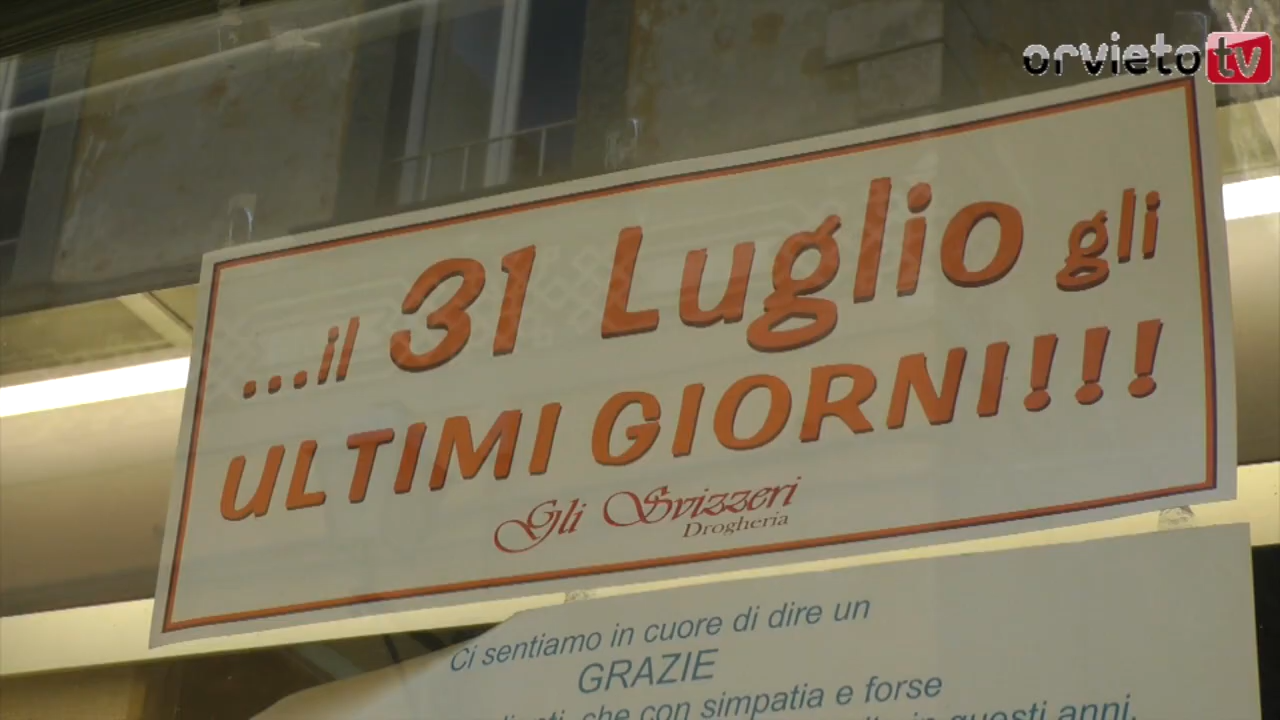 orvieto tv
...il 31 Luglio gli
ULTIMI GIORNI!!!
Gli Svizzeri
Drogheria
Ci sentiamo in cuore di dire un
GRAZIE
che con simpatia e forse
in questi anni.